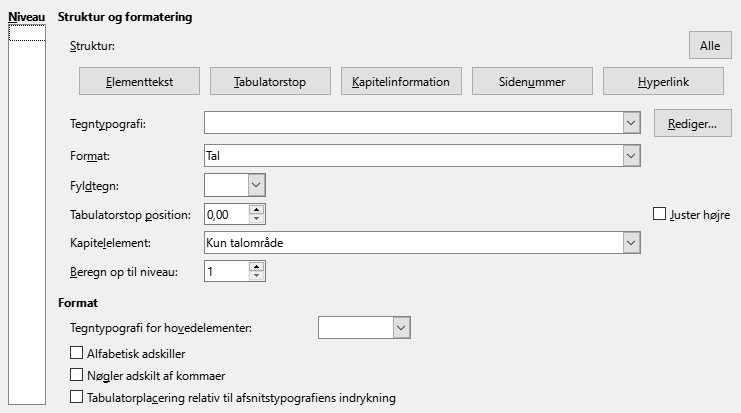 Niveau Struktur og formatering
Struktur: Alle
Elementtekst Tabulatorstop Kapitelinformation Sidenummer Hyperlink
Tegntypografi: Rediger...
Format: Tal
Fyldtegn:
Tabulatorstop position: 0,00 Juster højre
Kapitelelement: Kun talområde
Beregn op til niveau: 1
Format
Tegntypografi for hovedelementer:
Alfabetisk adskiller
Nøgler adskilt af kommaer
Tabulatorplacering relativ til afsnitstypografiens indrykning